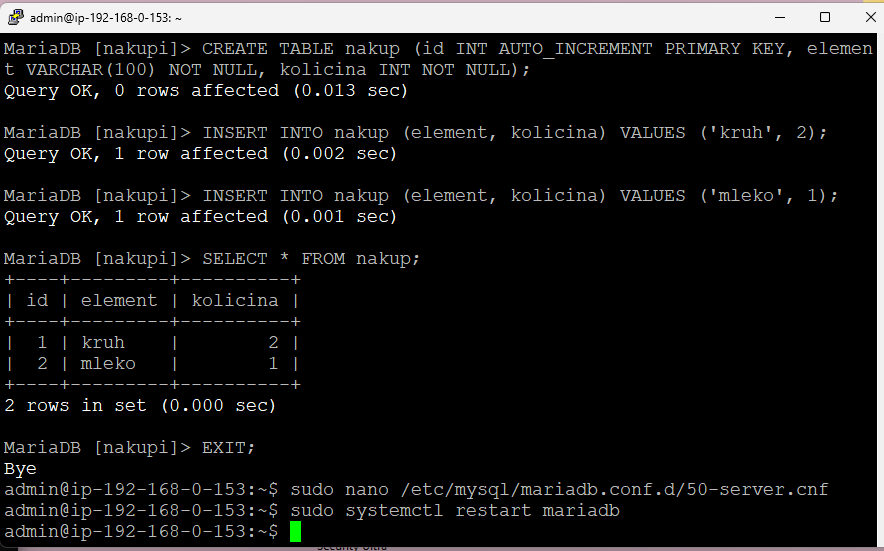 admin@ip-192-168-0-153: ~
MariaDB [nakupi]> CREATE TABLE nakup (id INT AUTO_INCREMENT PRIMARY KEY, elemen
t VARCHAR(100) NOT NULL, kolicina INT NOT NULL);
Query OK, 0 rows affected (0.013 sec)
MariaDB [nakupi]> INSERT INTO nakup (element, kolicina) VALUES ('kruh', 2);
Query OK, 1 row affected (0.002 sec)
MariaDB [nakupi]> INSERT INTO nakup (element, kolicina) VALUES ('mleko', 1);
Query OK, 1 row affected (0.001 sec)
MariaDB [nakupi]> SELECT * FROM nakup;
+----+---------+----------+
| id | element | kolicina |
+----+---------+----------+
|  1 | kruh    |        2 |
|  2 | mleko   |        1 |
+----+---------+----------+
2 rows in set (0.000 sec)
MariaDB [nakupi]> EXIT;
Bye
admin@ip-192-168-0-153:~$ sudo nano /etc/mysql/mariadb.conf.d/50-server.cnf
admin@ip-192-168-0-153:~$ sudo systemctl restart mariadb
admin@ip-192-168-0-153:~$